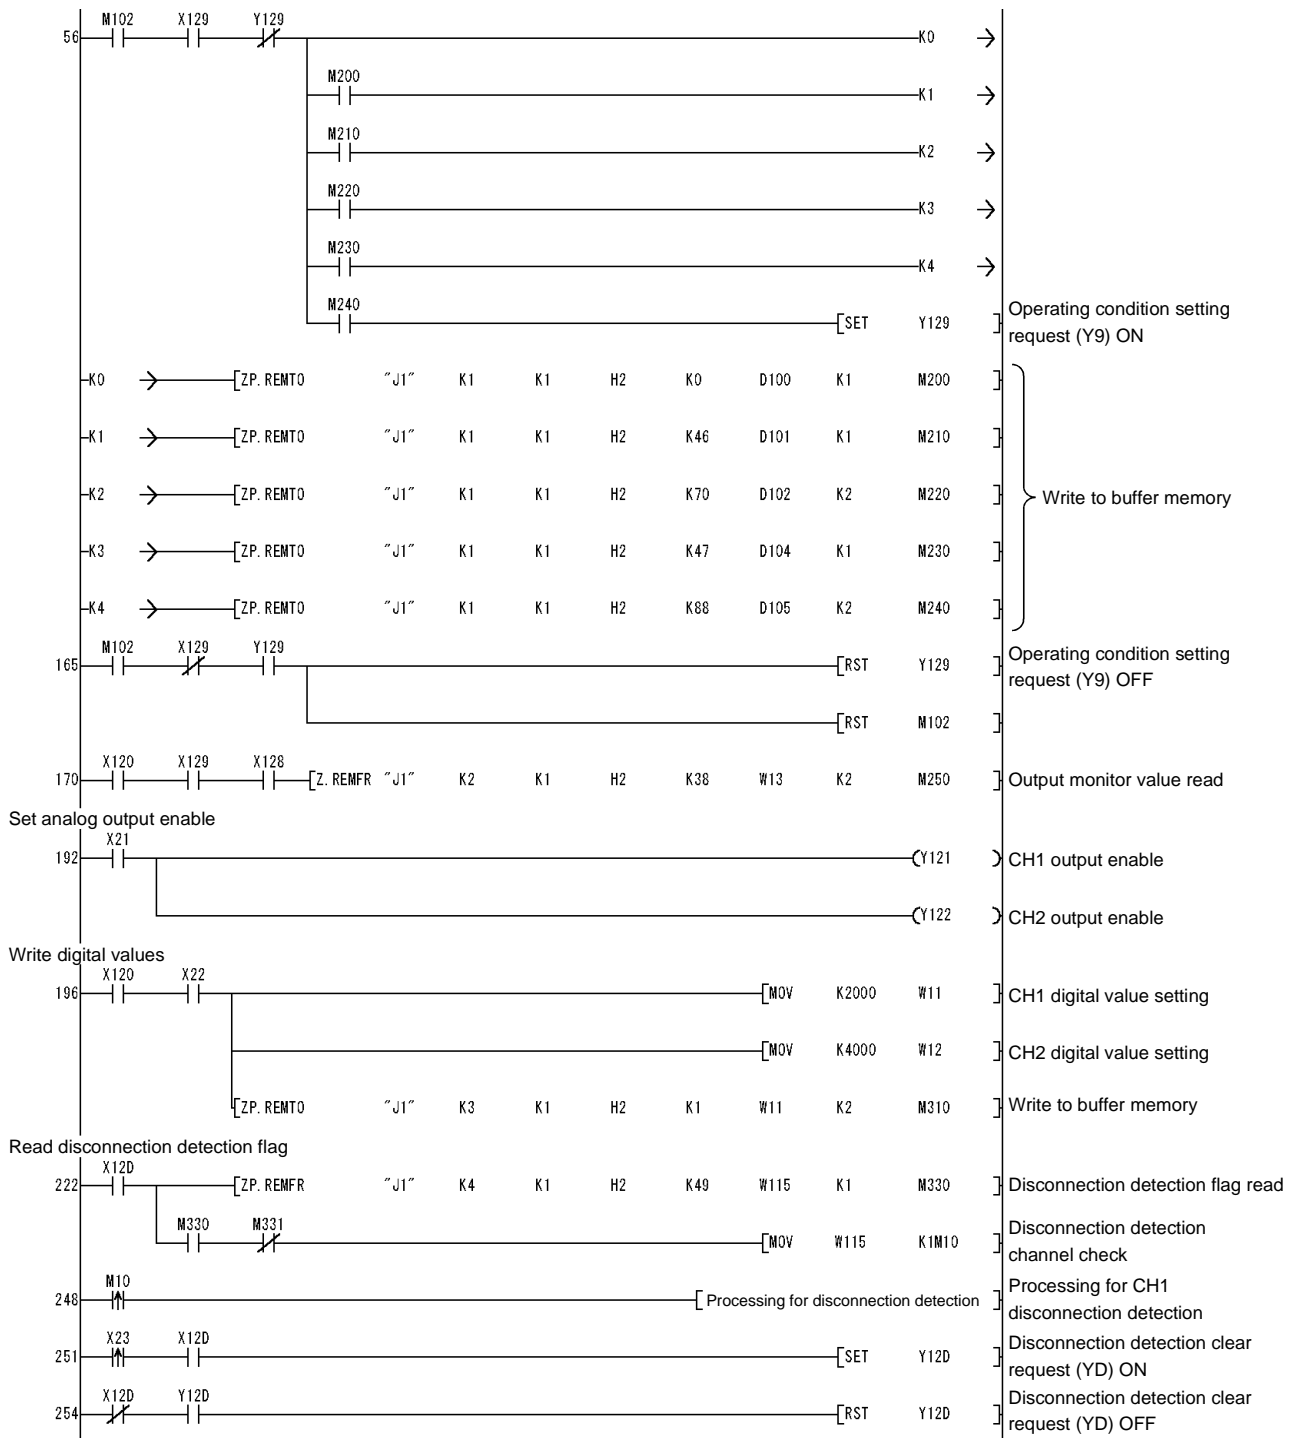 M102 X129 Y129
56 K0
M200
K1
M210
K2
M220
K3
M230
K4
M240
SET Y129 Operating condition setting
request (Y9) ON
K0 ZP.REMTO "J1" K1 K1 H2 K0 D100 K1 M200
K1 ZP.REMTO "J1" K1 K1 H2 K46 D101 K1 M210
K2 ZP.REMTO "J1" K1 K1 H2 K70 D102 K2 M220
Write to buffer memory
K3 ZP.REMTO "J1" K1 K1 H2 K47 D104 K1 M230
K4 ZP.REMTO "J1" K1 K1 H2 K88 D105 K2 M240
M102 X129 Y129
165 RST Y129 Operating condition setting
request (Y9) OFF
RST M102
X120 X129 X128
170 Z.REMFR "J1" K2 K1 H2 K38 W13 K2 M250 Output monitor value read
Set analog output enable
X21
192 Y121 CH1 output enable
Y122 CH2 output enable
Write digital values
X120 X22
196 MOV K2000 W11 CH1 digital value setting
MOV K4000 W12 CH2 digital value setting
ZP.REMTO "J1" K3 K1 H2 K1 W11 K2 M310 Write to buffer memory
Read disconnection detection flag
X12D
222 ZP.REMFR "J1" K4 K1 H2 K49 W115 K1 M330 Disconnection detection flag read
M330 M331
MOV W115 K1M10 Disconnection detection
channel check
M10
248 Processing for disconnection detection Processing for CH1
disconnection detection
X23 X12D
251 SET Y12D Disconnection detection clear
request (YD) ON
X12D Y12D
254 RST Y12D Disconnection detection clear
request (YD) OFF